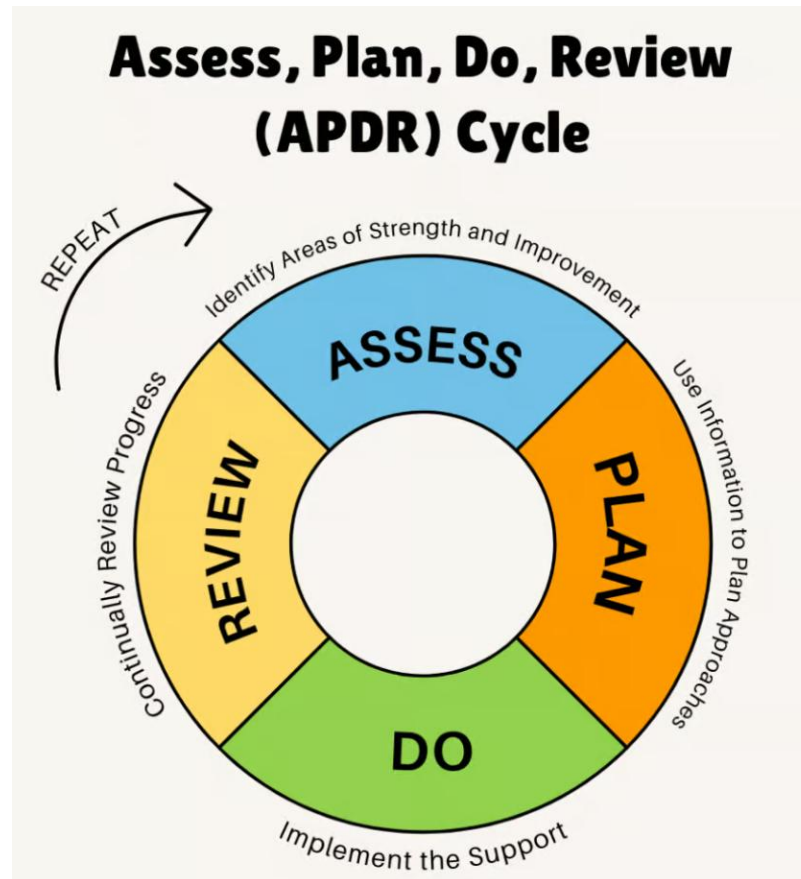 Assess, Plan, Do, Review
(APDR) Cycle
REPEAT
Identify Areas of Strength and Improvement
ASSESS
Use Information to Plan Approaches
PLAN
DO
Implement the Support
REVIEW
Continually Review Progress